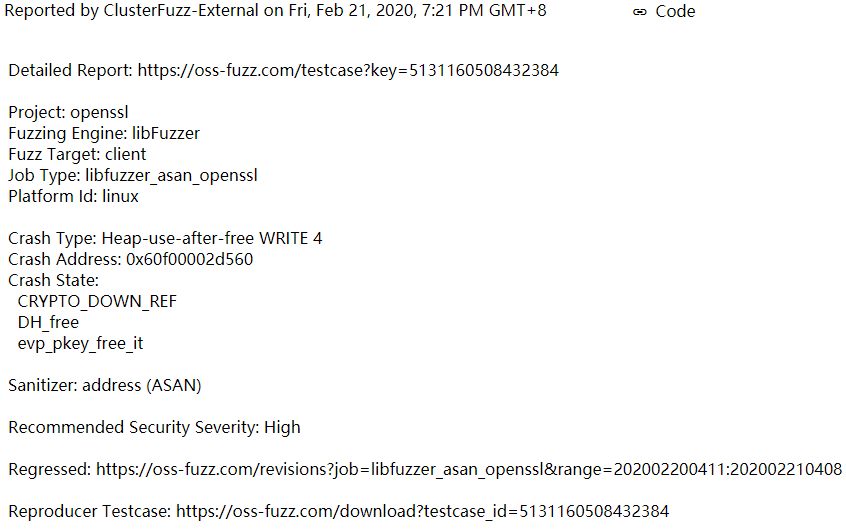 Reported by ClusterFuzz-External on Fri, Feb 21, 2020, 7:21 PM GMT+8 Code
Detailed Report: https://oss-fuzz.com/testcase?key=5131160508432384
Project: openssl
Fuzzing Engine: libFuzzer
Fuzz Target: client
Job Type: libfuzzer_asan_openssl
Platform Id: linux
Crash Type: Heap-use-after-free WRITE 4
Crash Address: 0x60f00002d560
Crash State:
CRYPTO_DOWN_REF
DH_free
evp_pkey_free_it
Sanitizer: address (ASAN)
Recommended Security Severity: High
Regressed: https://oss-fuzz.com/revisions?job=libfuzzer_asan_openssl&range=202002200411:202002210408
Reproducer Testcase: https://oss-fuzz.com/download?testcase_id=5131160508432384